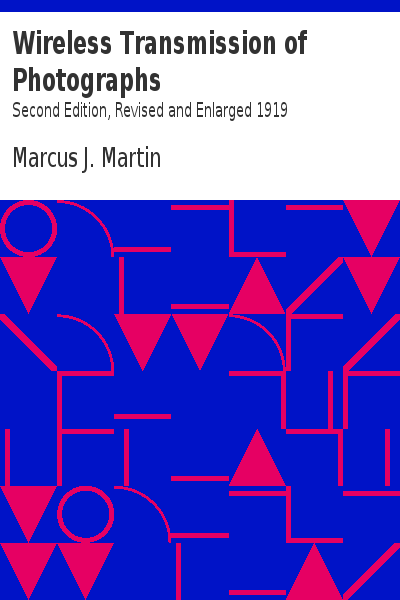 Wireless Transmission of
Photographs
Second Edition, Revised and Enlarged 1919
Marcus J. Martin